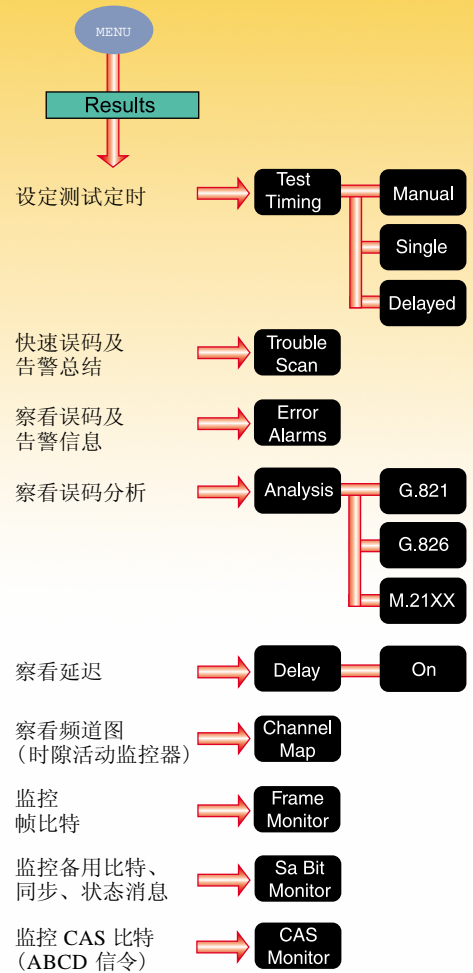 MENU
Results
设定测试定时
Test
Timing
Manual
Single
Delayed
快速误码及
告警总结
Trouble
Scan
察看误码及
告警信息
Error
Alarms
察看误码分析
Analysis
G.821
G.826
M.21XX
察看延迟
Delay
On
察看频道图
（时隙活动监控器）
Channel
Map
监控
帧比特
Frame
Monitor
监控备用比特、
同步、状态消息
Sa Bit
Monitor
监控 CAS 比特
（ABCD 信令）
CAS
Monitor